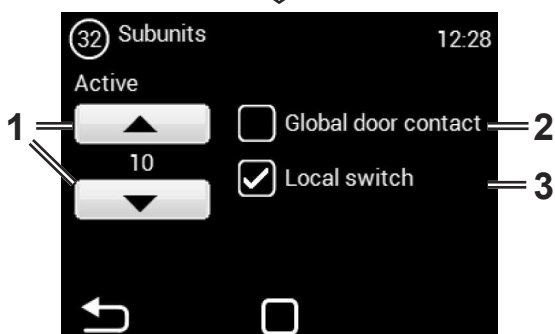 32 Subunits 12:28
Active
1 Global door contact 2
10
Local switch 3